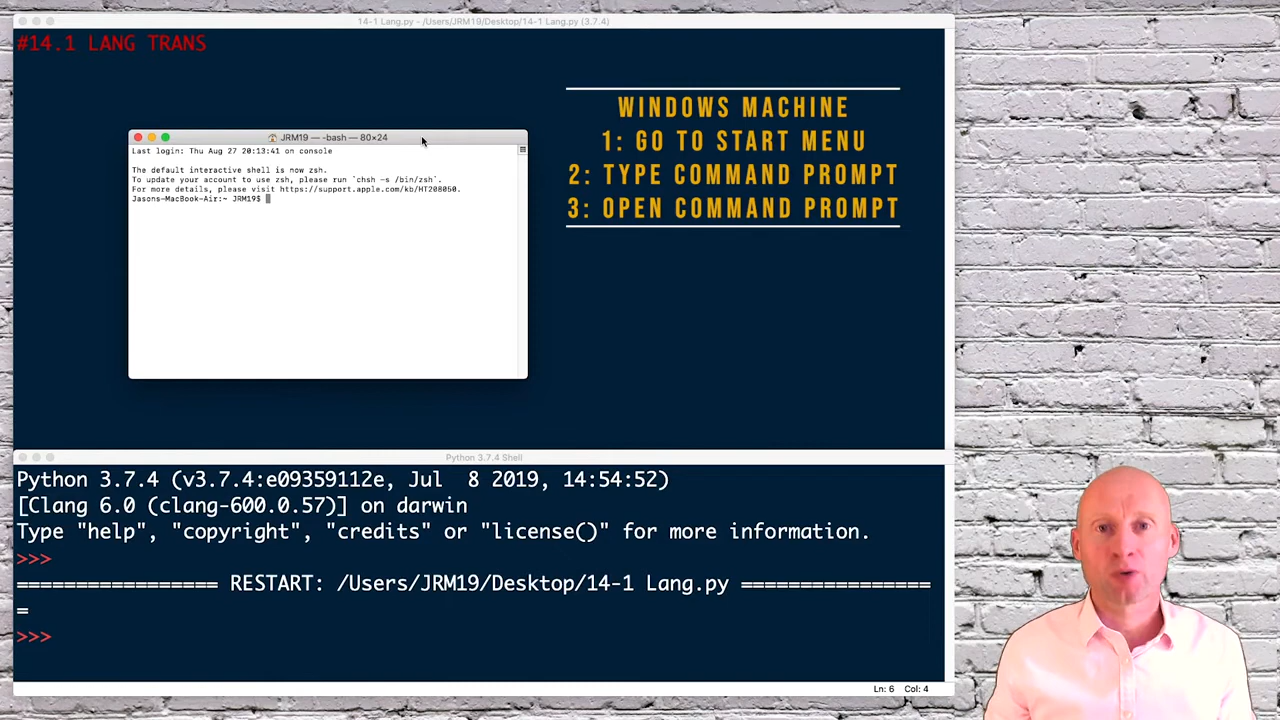 14-1 Lang.py - /Users/JRM19/Desktop/14-1 Lang.py (3.7.4)
#14.1 LANG TRANS
WINDOWS MACHINE
1: GO TO START MENU
2: TYPE COMMAND PROMPT
3: OPEN COMMAND PROMPT
JRM19 — -bash — 80×24
Last login: Thu Aug 27 20:13:41 on console
The default interactive shell is now zsh.
To update your account to use zsh, please run `chsh -s /bin/zsh`.
For more details, please visit https://support.apple.com/kb/HT208050.
Jasons-MacBook-Air:~ JRM19$
Python 3.7.4 Shell
Python 3.7.4 (v3.7.4:e09359112e, Jul  8 2019, 14:54:52)
[Clang 6.0 (clang-600.0.57)] on darwin
Type "help", "copyright", "credits" or "license()" for more information.
>>>
================= RESTART: /Users/JRM19/Desktop/14-1 Lang.py ================
=
>>>
Ln: 6 Col: 4